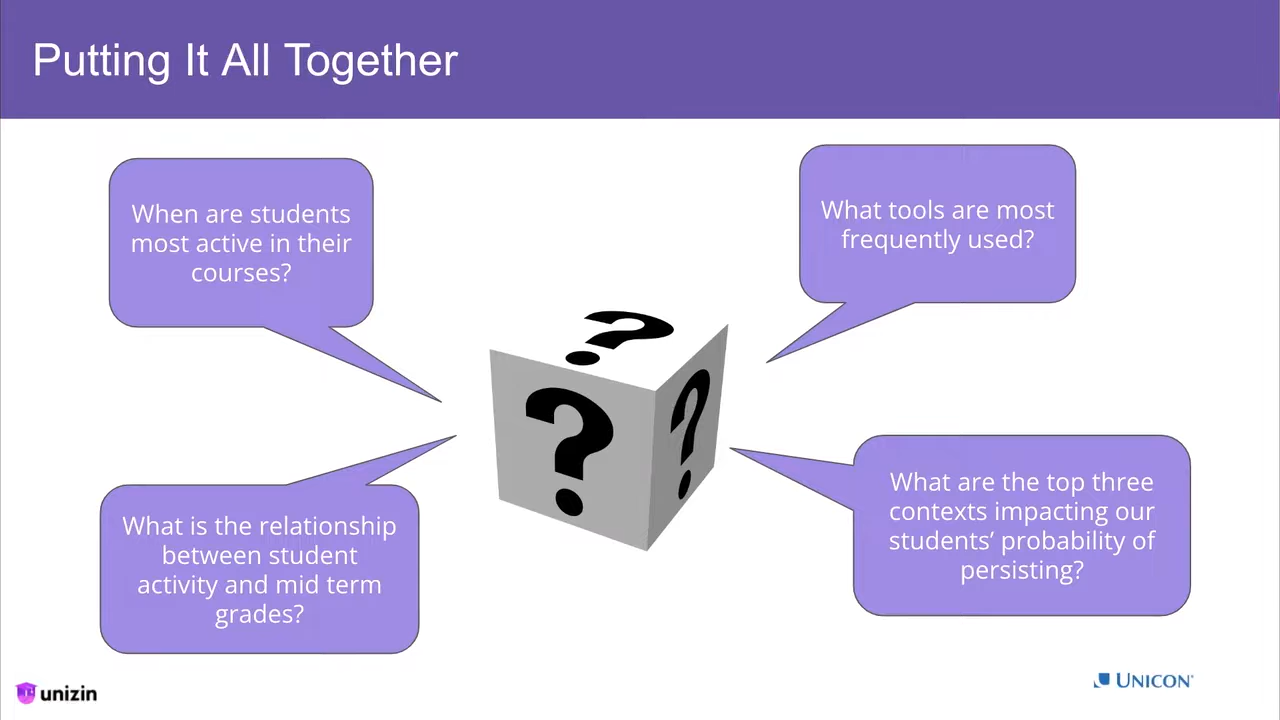 Putting It All Together
When are students
most active in their
courses?
What tools are most
frequently used?
?
?
?
What is the relationship
between student
activity and mid term
grades?
What are the top three
contexts impacting our
students’ probability of
persisting?
unizin
UNICON